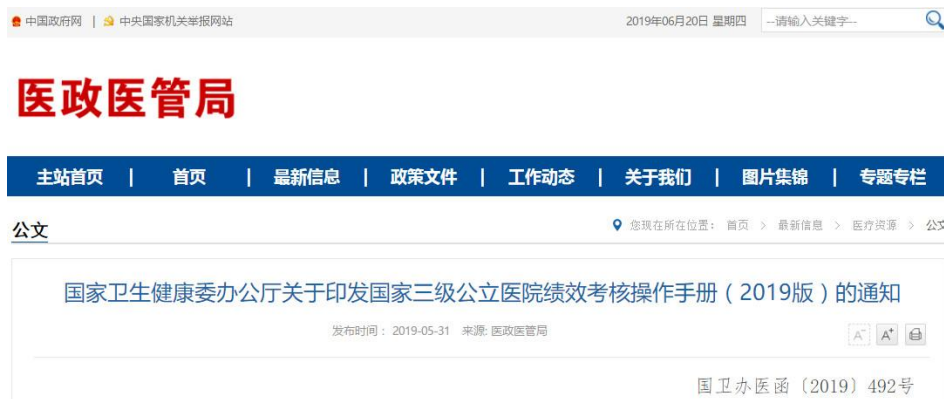 中国政府网 | 中央国家机关举报网站 2019年06月20日 星期四 --请输入关键字--
医政医管局
主站首页 | 首页 | 最新信息 | 政策文件 | 工作动态 | 关于我们 | 图片集锦 | 专题专栏
公文 您现在所在位置: 首页 > 最新信息 > 医疗资源 > 公文
国家卫生健康委办公厅关于印发国家三级公立医院绩效考核操作手册（2019版）的通知
发布时间： 2019-05-31 来源: 医政医管局 A- A+
国卫办医函〔2019〕492号